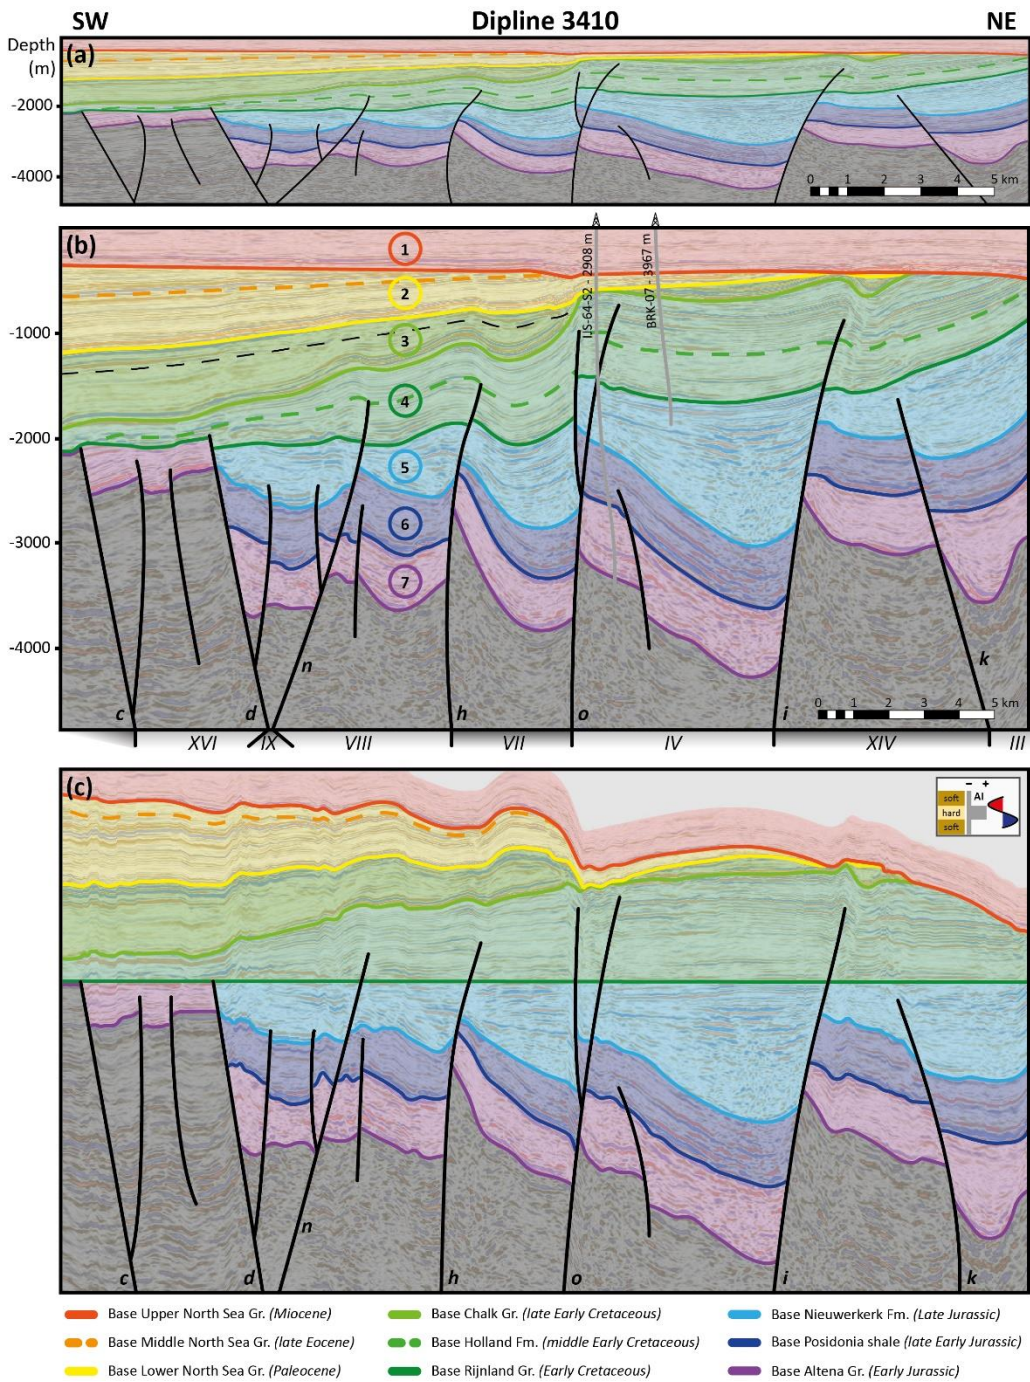 SW Dipline 3410 NE
Depth (m)
(a)
-2000
-4000
0 1 2 3 4 5 km
(b)
1
2
3
4
5
6
7
IJS-64-S2 - 2908 m
BRK-07 - 3967 m
-1000
-2000
-3000
-4000
n
k
c d h o i
0 1 2 3 4 5 km
XVI IX VIII VII IV XIV III
(c)
- +
AI
soft
hard
soft
n
c d h o i k
Base Upper North Sea Gr. (Miocene)
Base Middle North Sea Gr. (late Eocene)
Base Lower North Sea Gr. (Paleocene)
Base Chalk Gr. (late Early Cretaceous)
Base Holland Fm. (middle Early Cretaceous)
Base Rijnland Gr. (Early Cretaceous)
Base Nieuwerkerk Fm. (Late Jurassic)
Base Posidonia shale (late Early Jurassic)
Base Altena Gr. (Early Jurassic)